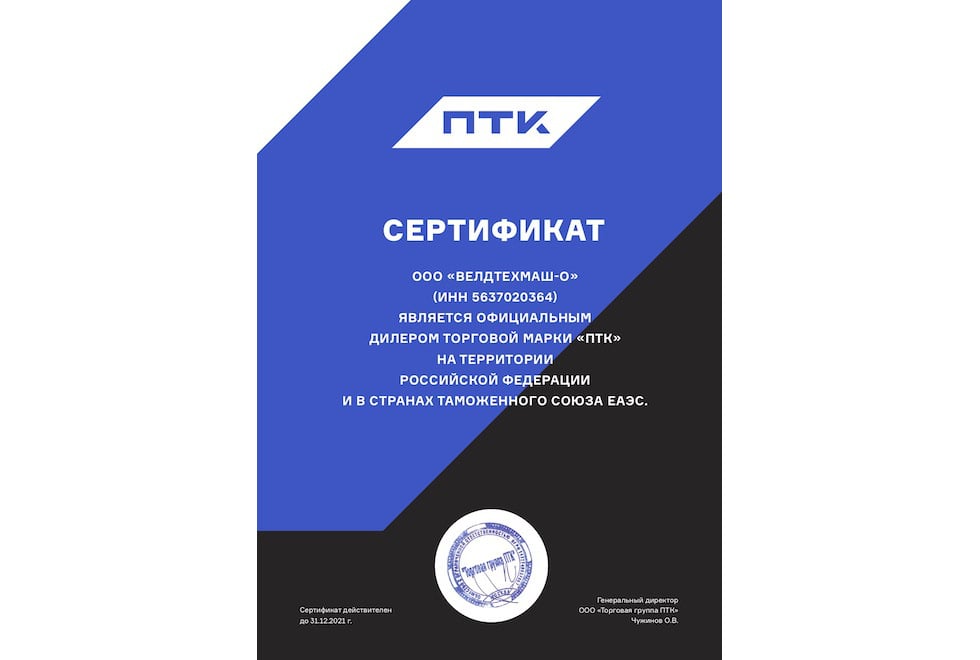 ПТК
СЕРТИФИКАТ
ООО «ВЕЛДТЕХМАШ-О»
(ИНН 5637020364)
ЯВЛЯЕТСЯ ОФИЦИАЛЬНЫМ
ДИЛЕРОМ ТОРГОВОЙ МАРКИ «ПТК»
НА ТЕРРИТОРИИ
РОССИЙСКОЙ ФЕДЕРАЦИИ
И В СТРАНАХ ТАМОЖЕННОГО СОЮЗА ЕАЭС.
"Торговая группа ПТК"
Сертификат действителен
до 31.12.2021 г.
Генеральный директор
ООО «Торговая группа ПТК»
Чужинов О.В.